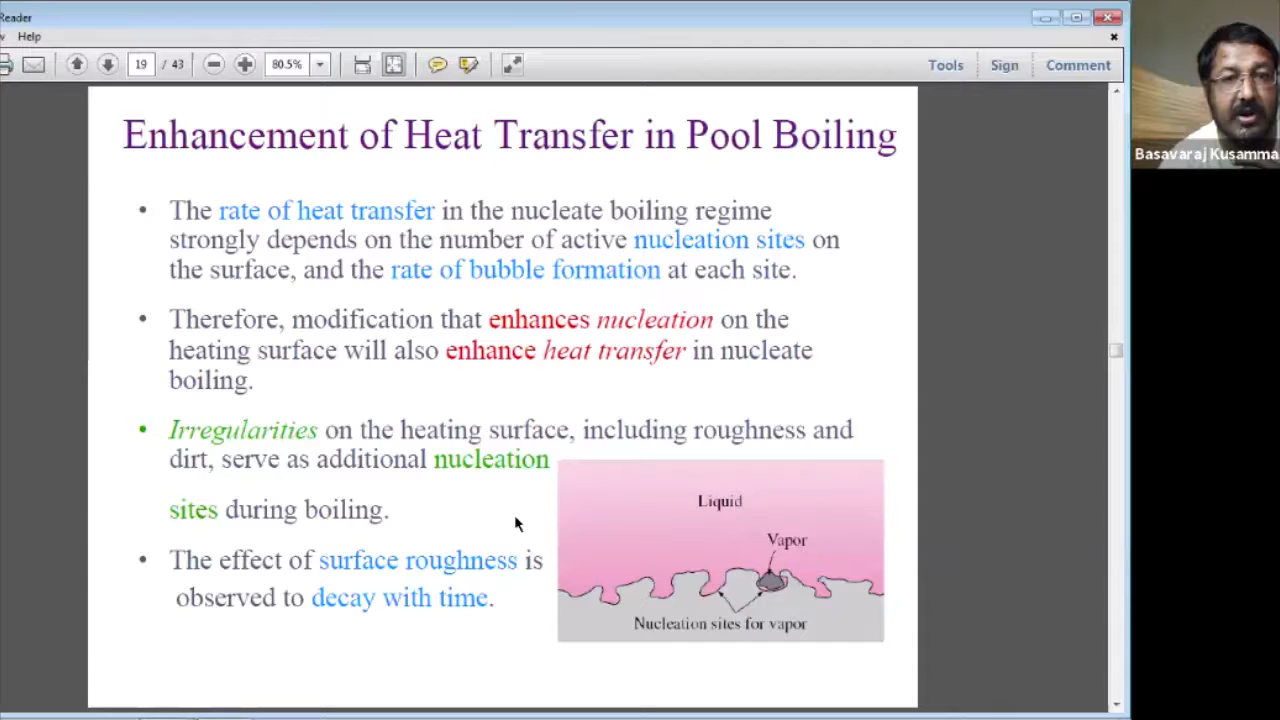 Reader
Help
19 / 43
80.5%
Tools
Sign
Comment
Basavaraj Kusamma
Enhancement of Heat Transfer in Pool Boiling
• The rate of heat transfer in the nucleate boiling regime
strongly depends on the number of active nucleation sites on
the surface, and the rate of bubble formation at each site.
• Therefore, modification that enhances nucleation on the
heating surface will also enhance heat transfer in nucleate
boiling.
• Irregularities on the heating surface, including roughness and
dirt, serve as additional nucleation
sites during boiling.
• The effect of surface roughness is
observed to decay with time.
Liquid
Vapor
Nucleation sites for vapor